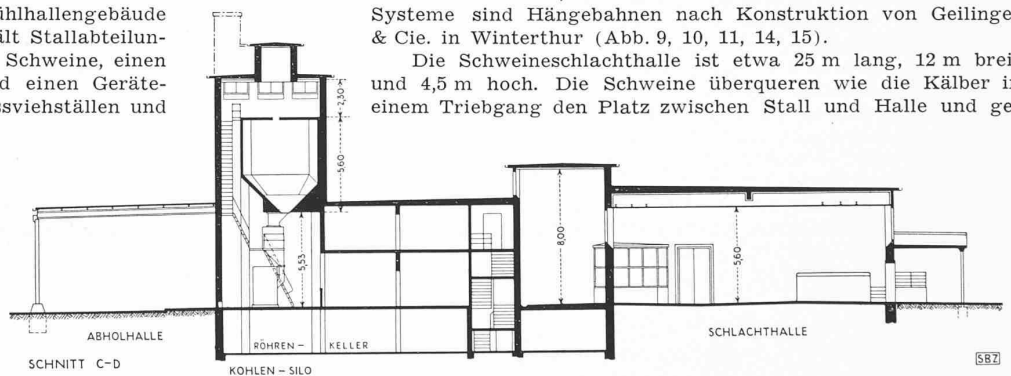 ühlhallengebäude
ält Stallabteilun-
Schweine, einen
d einen Geräte-
ssviehställen und
Systeme sind Hängebahnen nach Konstruktion von Geilinge
& Cie. in Winterthur (Abb. 9, 10, 11, 14, 15).
Die Schweineschlachthalle ist etwa 25 m lang, 12 m brei
und 4,5 m hoch. Die Schweine überqueren wie die Kälber i
einem Triebgang den Platz zwischen Stall und Halle und ge
2,30
5,60
5,53
8,00
5,60
ABHOLHALLE
RÖHREN - KELLER
SCHLACHTHALLE
SCHNITT C-D
KOHLEN - SILO
SBZ